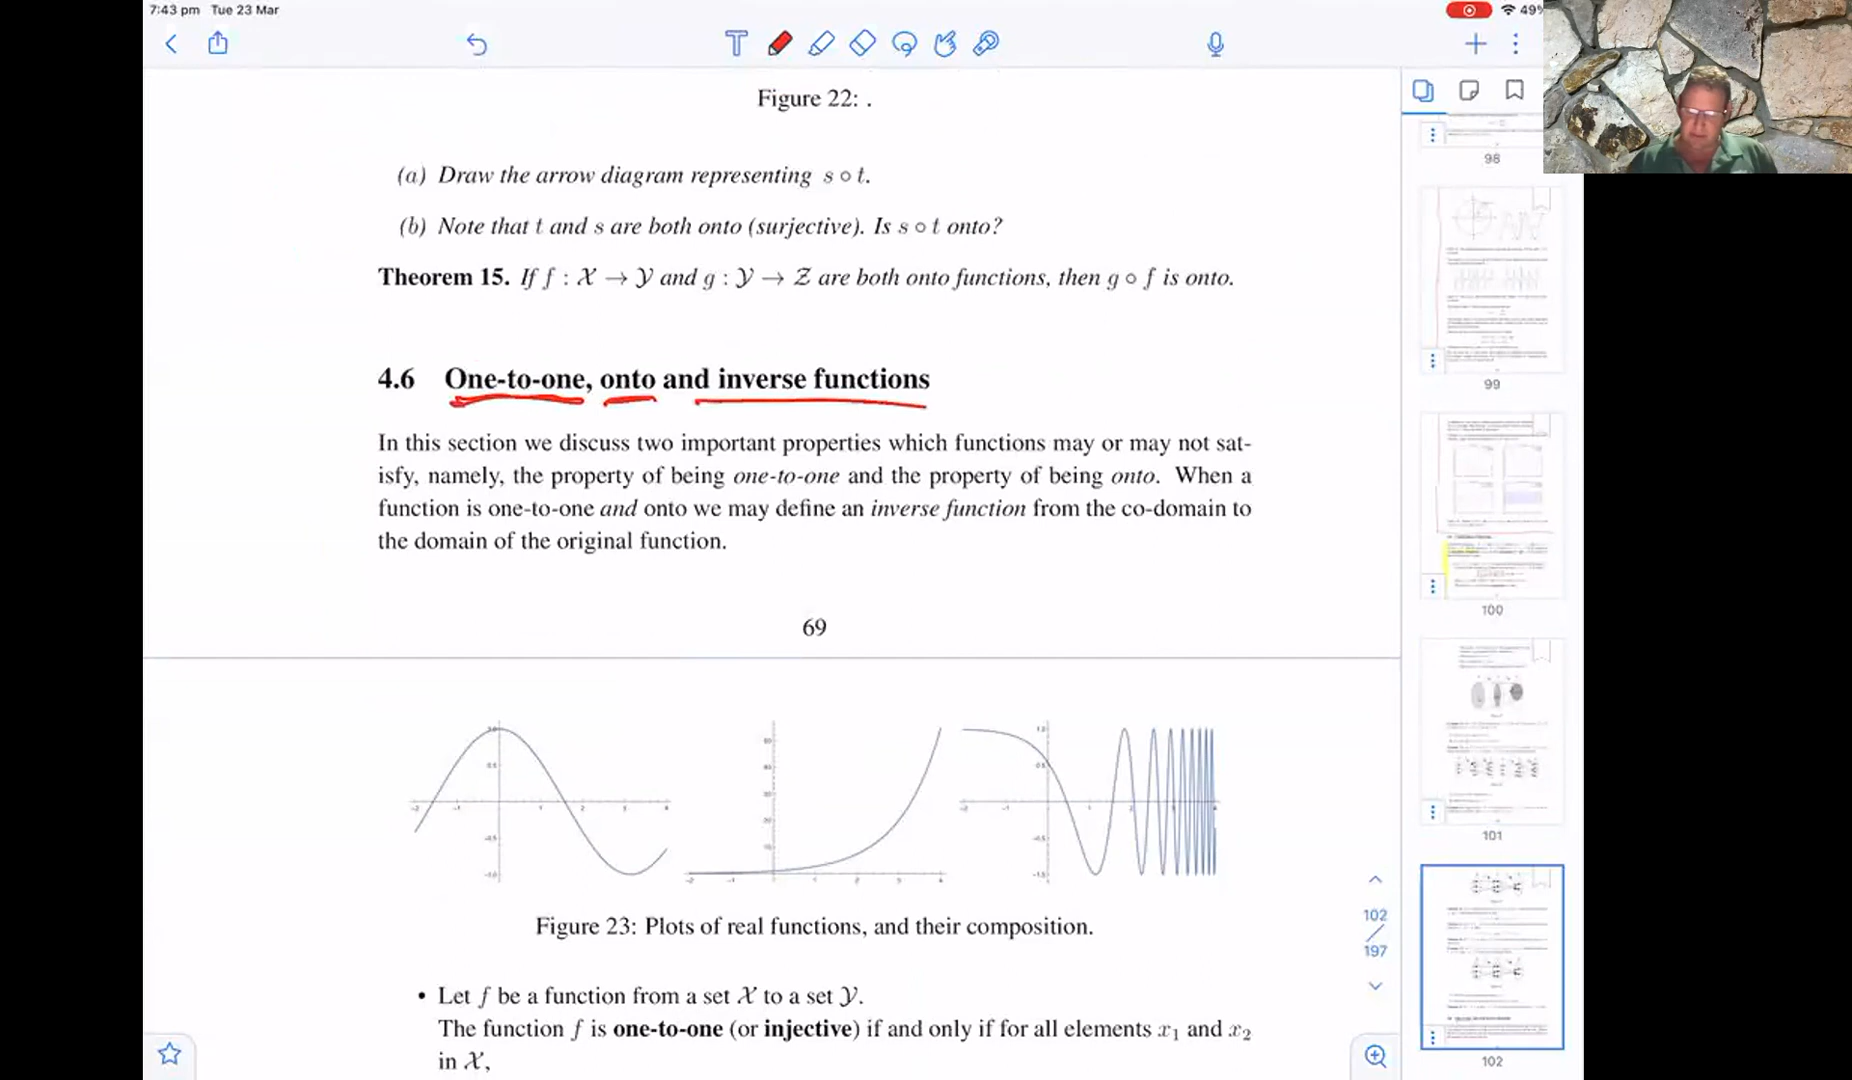 7:43 pm Tue 23 Mar
49%
Figure 22: .
(a) Draw the arrow diagram representing s ∘ t.
(b) Note that t and s are both onto (surjective). Is s ∘ t onto?
Theorem 15. If f : 𝒳 → 𝒴 and g : 𝒴 → 𝒵 are both onto functions, then g ∘ f is onto.
4.6 One-to-one, onto and inverse functions
In this section we discuss two important properties which functions may or may not sat-
isfy, namely, the property of being one-to-one and the property of being onto. When a
function is one-to-one and onto we may define an inverse function from the co-domain to
the domain of the original function.
69
Figure 23: Plots of real functions, and their composition.
• Let f be a function from a set 𝒳 to a set 𝒴.
The function f is one-to-one (or injective) if and only if for all elements x₁ and x₂
in 𝒳,
102
197
98
99
100
101
102